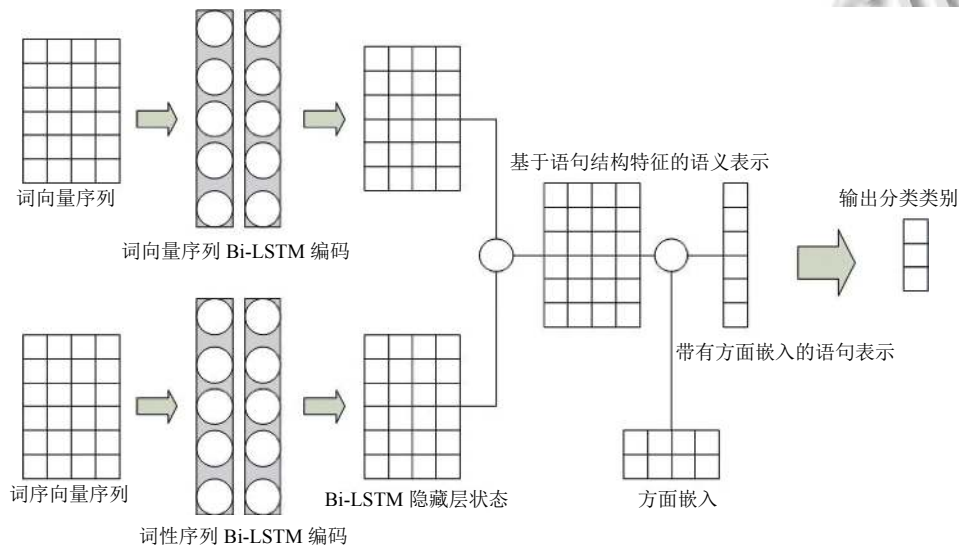 词向量序列
词向量序列 Bi-LSTM 编码
基于语句结构特征的语义表示
输出分类类别
带有方面嵌入的语句表示
词序向量序列
词性序列 Bi-LSTM 编码
Bi-LSTM 隐藏层状态
方面嵌入